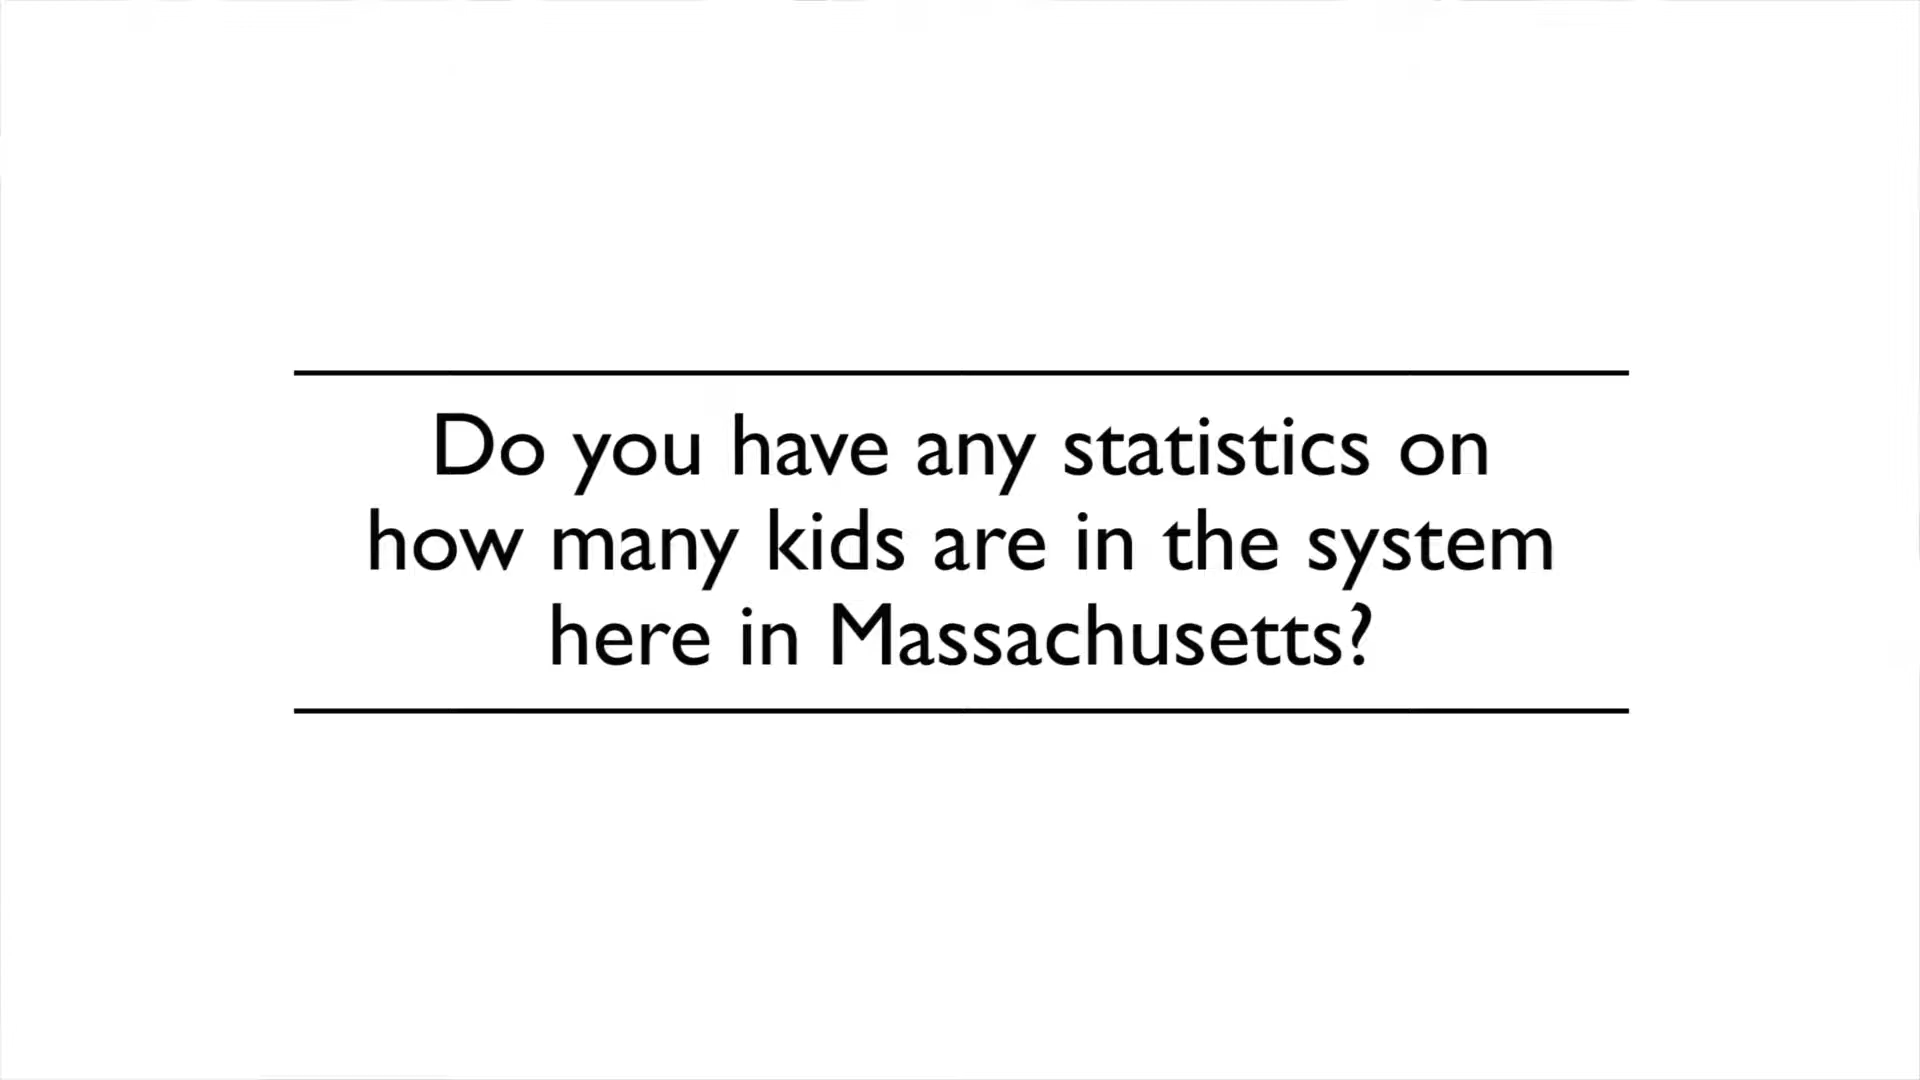 Do you have any statistics on
how many kids are in the system
here in Massachusetts?